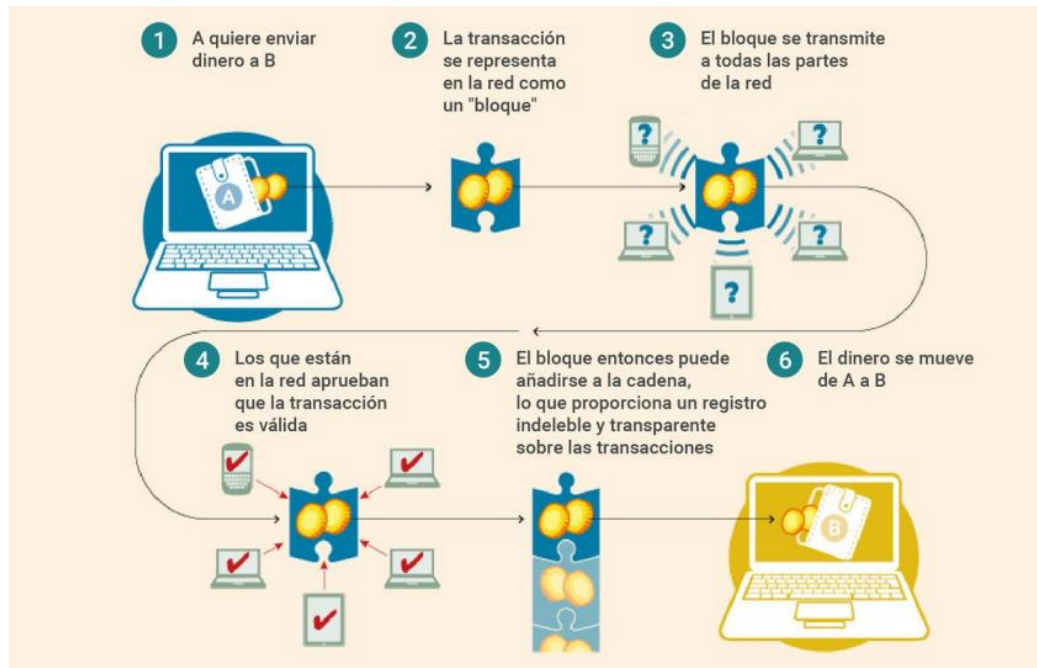 1
A quiere enviar
dinero a B
2
La transacción
se representa
en la red como
un "bloque"
3
El bloque se transmite
a todas las partes
de la red
A
?
?
?
?
?
4
Los que están
en la red aprueban
que la transacción
es válida
5
El bloque entonces puede
añadirse a la cadena,
lo que proporciona un registro
indeleble y transparente
sobre las transacciones
6
El dinero se mueve
de A a B
B